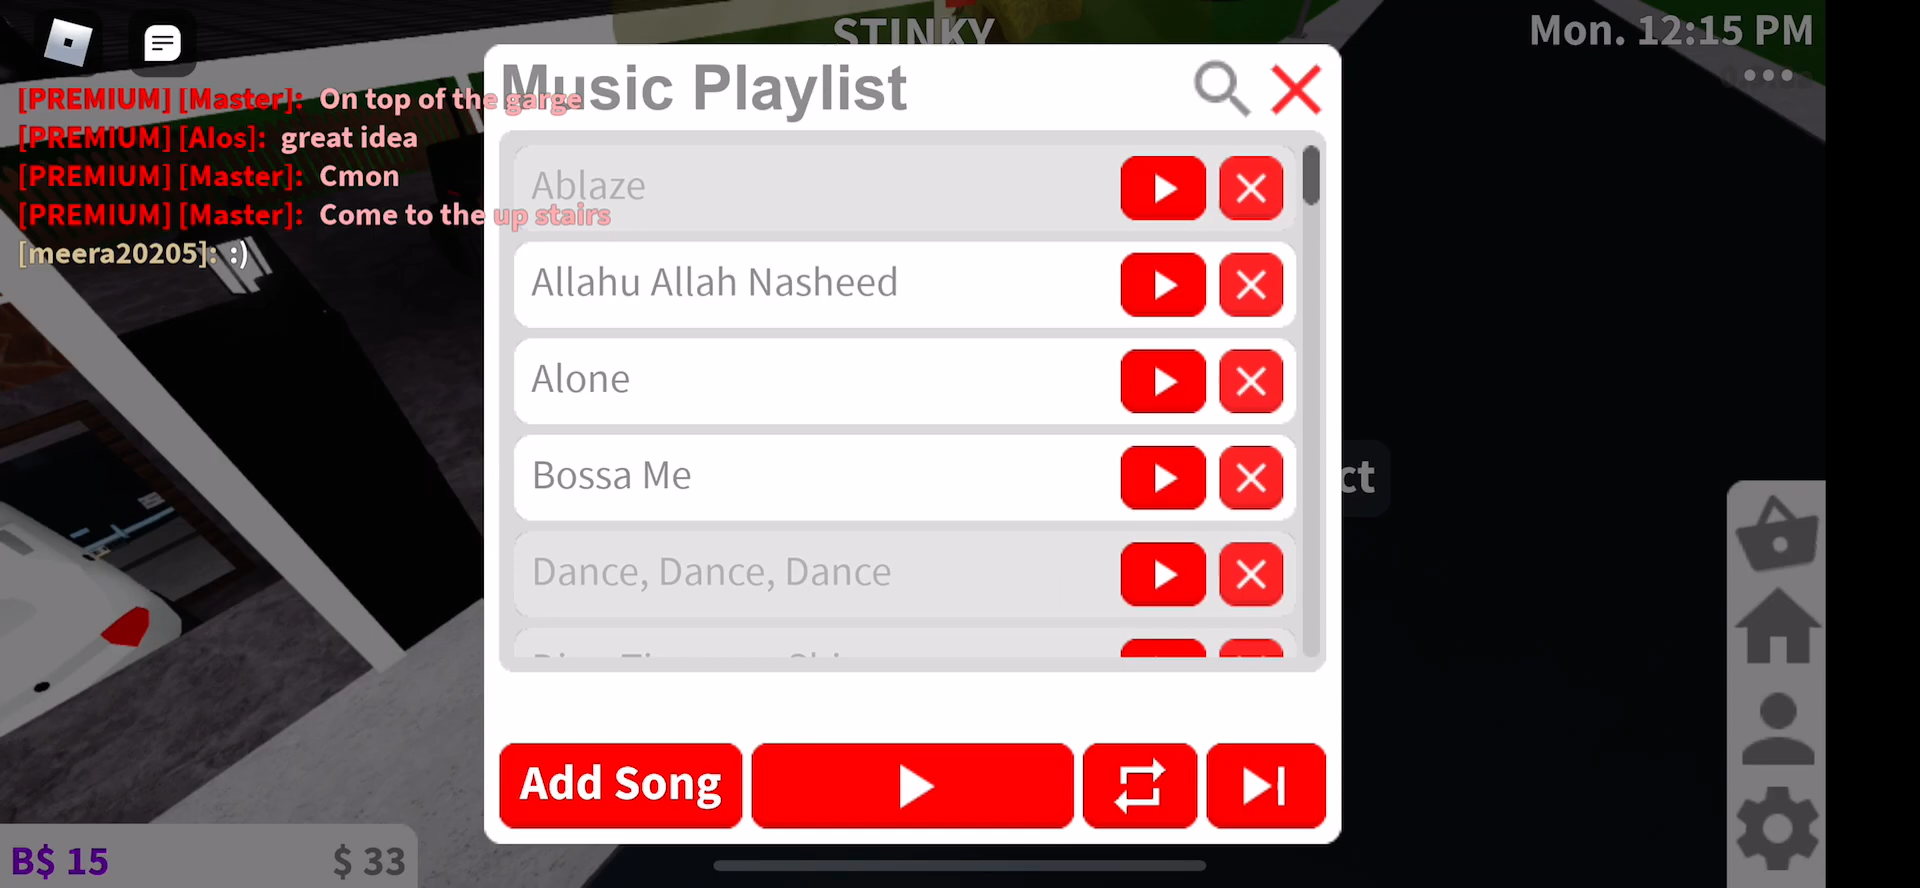 STINKY
Mon. 12:15 PM
Music Playlist
[PREMIUM] [Master]: On top of the garge
[PREMIUM] [AIos]: great idea
[PREMIUM] [Master]: Cmon
[PREMIUM] [Master]: Come to the up stairs
[meera20205]: :)
Ablaze
Allahu Allah Nasheed
Alone
Bossa Me
ct
Dance, Dance, Dance
Add Song
B$ 15
$ 33